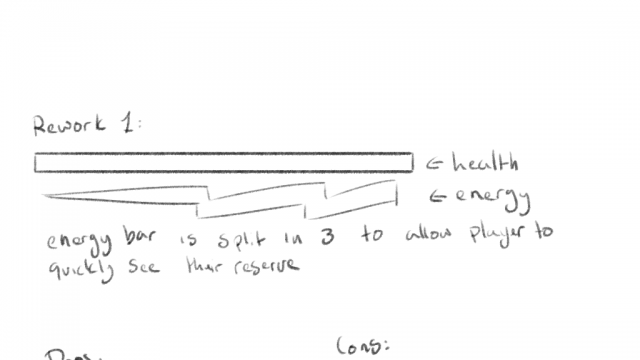 Rework 1:
← health
← energy
energy bar is split in 3 to allow player to
quickly see their reserve
Cons: